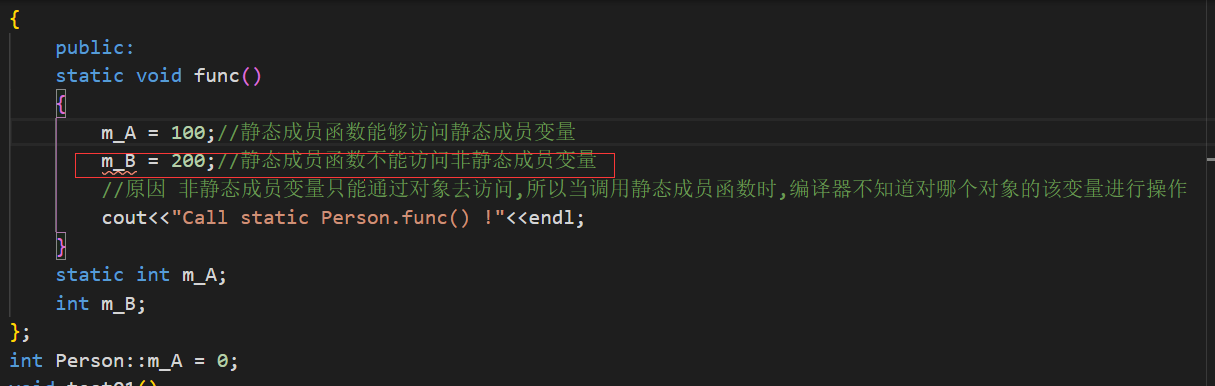 {
public:
static void func()
{
m_A = 100;//静态成员函数能够访问静态成员变量
m_B = 200;//静态成员函数不能访问非静态成员变量
//原因 非静态成员变量只能通过对象去访问,所以当调用静态成员函数时,编译器不知道对哪个对象的该变量进行操作
cout<<"Call static Person.func() !"<<endl;
}
static int m_A;
int m_B;
};
int Person::m_A = 0;
void test01()